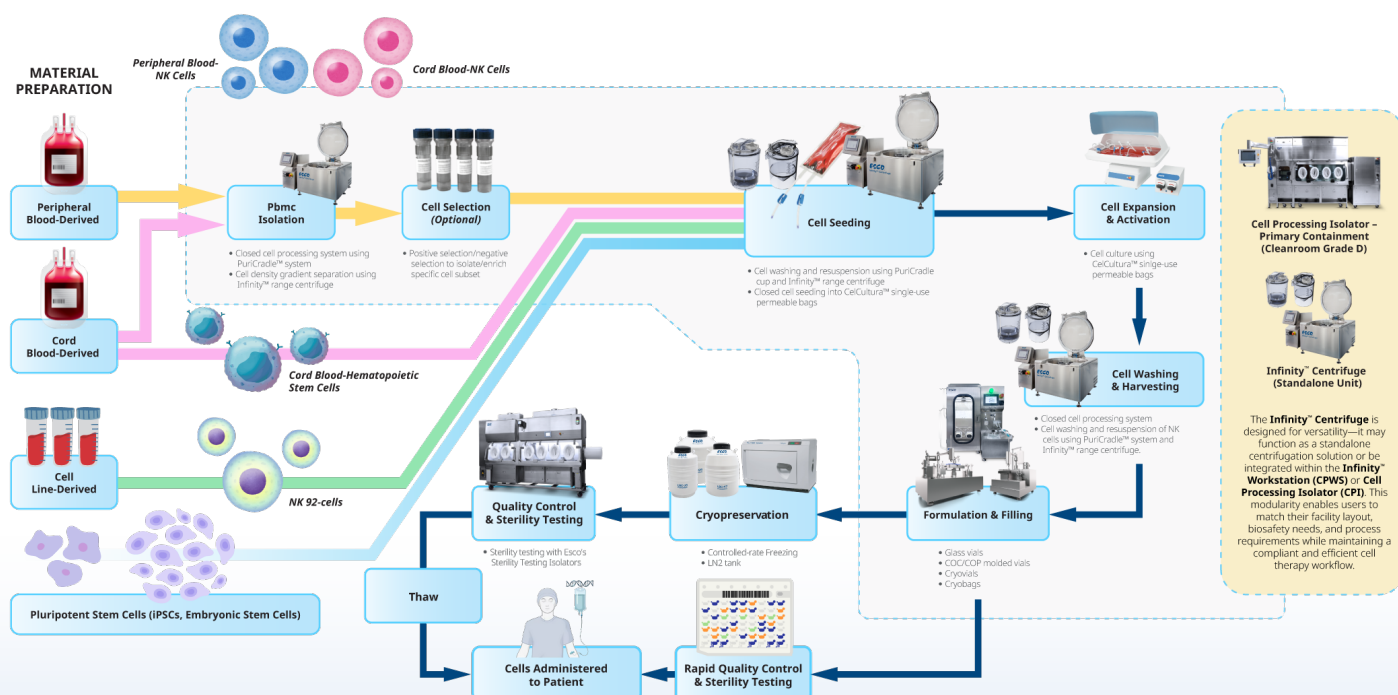 MATERIAL
PREPARATION
Peripheral Blood-
NK Cells
Cord Blood-NK Cells
Peripheral
Blood-Derived
Cord
Blood-Derived
Cell
Line-Derived
Pluripotent Stem Cells (iPSCs, Embryonic Stem Cells)
Pbmc
Isolation
• Closed cell processing system using
PuriCradle™ system
• Cell density gradient separation using
Infinity™ range centrifuge
Cell Selection
(Optional)
• Positive selection/negative
selection to isolate/enrich
specific cell subset
Cord Blood-Hematopoietic
Stem Cells
NK 92-cells
Cell Seeding
• Cell washing and resuspension using PuriCradle
cup and Infinity™ range centrifuge
• Closed cell seeding into CelCultura™ single-use
permeable bags
Cell Expansion
& Activation
• Cell culture using
CelCultura™ sinlge-use
permeable bags
Cell Washing
& Harvesting
• Closed cell processing system
• Cell washing and resuspension of NK
cells using PuriCradle™ system and
Infinity™ range centrifuge.
Formulation & Filling
• Glass vials
• COC/COP molded vials
• Cryovials
• Cryobags
Cryopreservation
• Controlled-rate Freezing
• LN2 tank
Quality Control
& Sterility Testing
• Sterility testing with Esco's
Sterility Testing Isolators
Thaw
Rapid Quality Control
& Sterility Testing
Cells Administered
to Patient
Cell Processing Isolator –
Primary Containment
(Cleanroom Grade D)
Infinity™ Centrifuge
(Standalone Unit)
The Infinity™ Centrifuge is
designed for versatility—it may
function as a standalone
centrifugation solution or be
integrated within the Infinity™
Workstation (CPWS) or Cell
Processing Isolator (CPI). This
modularity enables users to
match their facility layout,
biosafety needs, and process
requirements while maintaining a
compliant and efficient cell
therapy workflow.
ESCO
ESCO
ESCO
ESCO